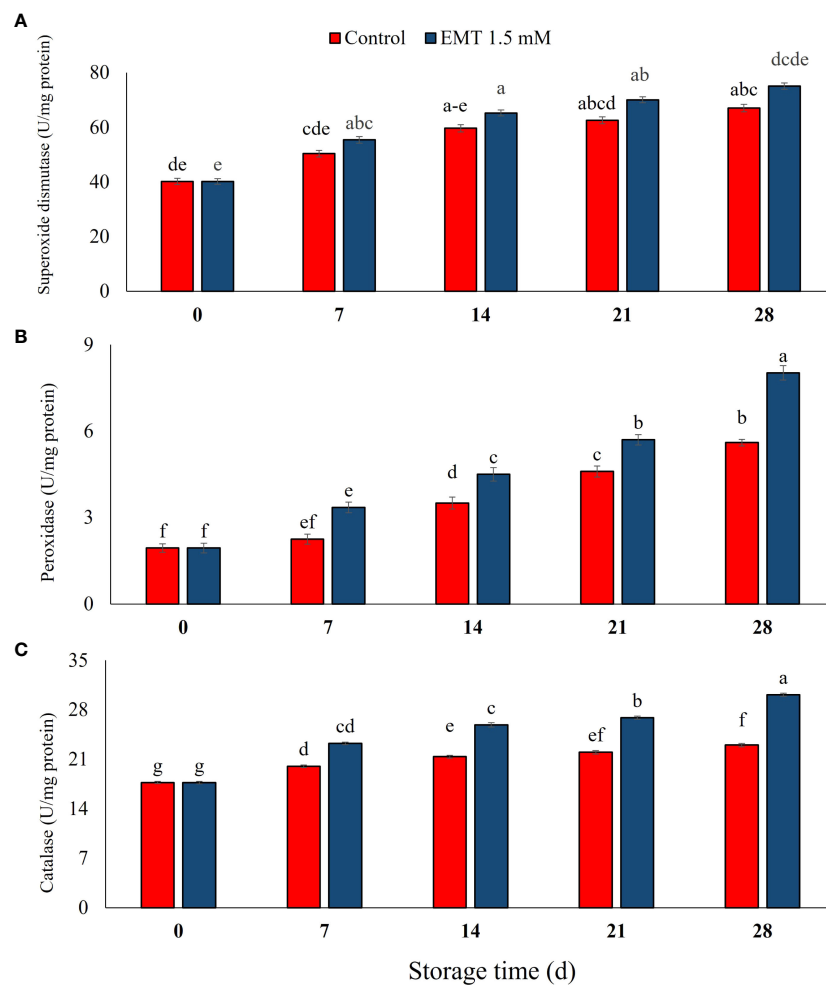 A
Control EMT 1.5 mM
Superoxide dismutase (U/mg protein)
80
60
40
20
0
de e cde abc a-e a abcd ab abc dcde
0 7 14 21 28
B
Peroxidase (U/mg protein)
9
6
3
0
f f ef e d c c b b a
0 7 14 21 28
C
Catalase (U/mg protein)
35
28
21
14
7
0
g g d cd e c ef b f a
0 7 14 21 28
Storage time (d)